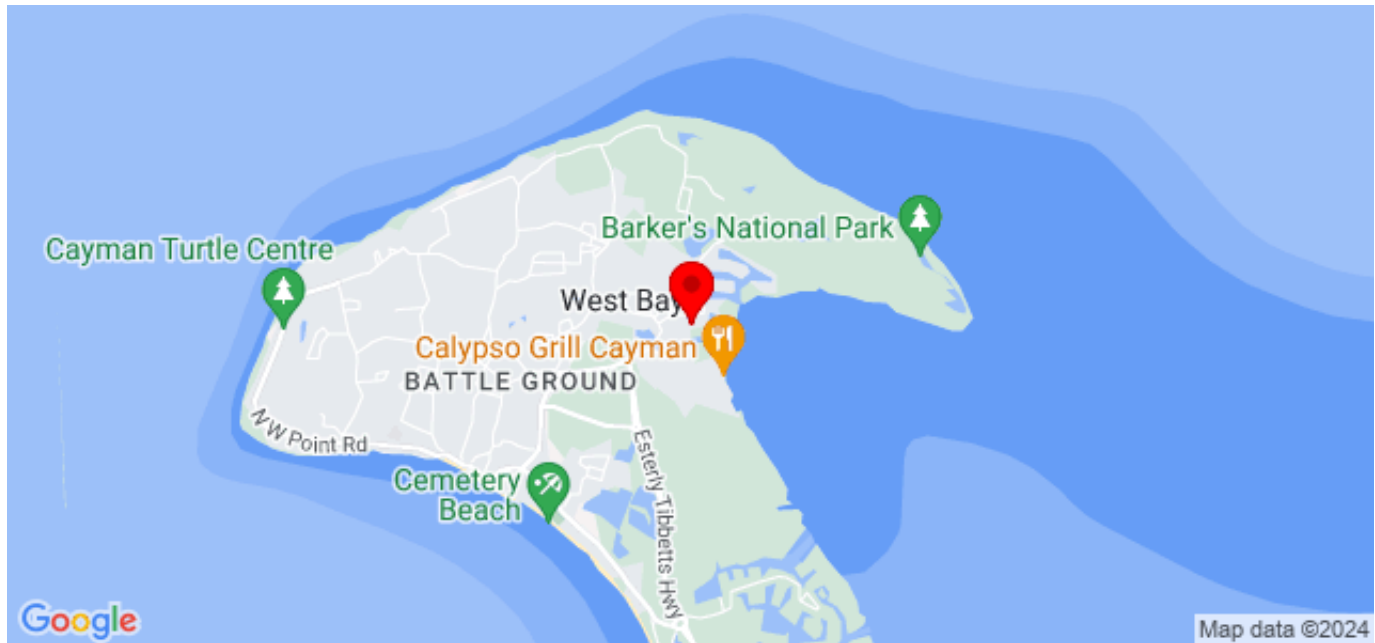 Barker's National Park
Cayman Turtle Centre
West Bay
Calypso Grill Cayman
BATTLE GROUND
NW Point Rd
Esterly Tibbetts Hwy
Cemetery
Beach
Google
Map data ©2024